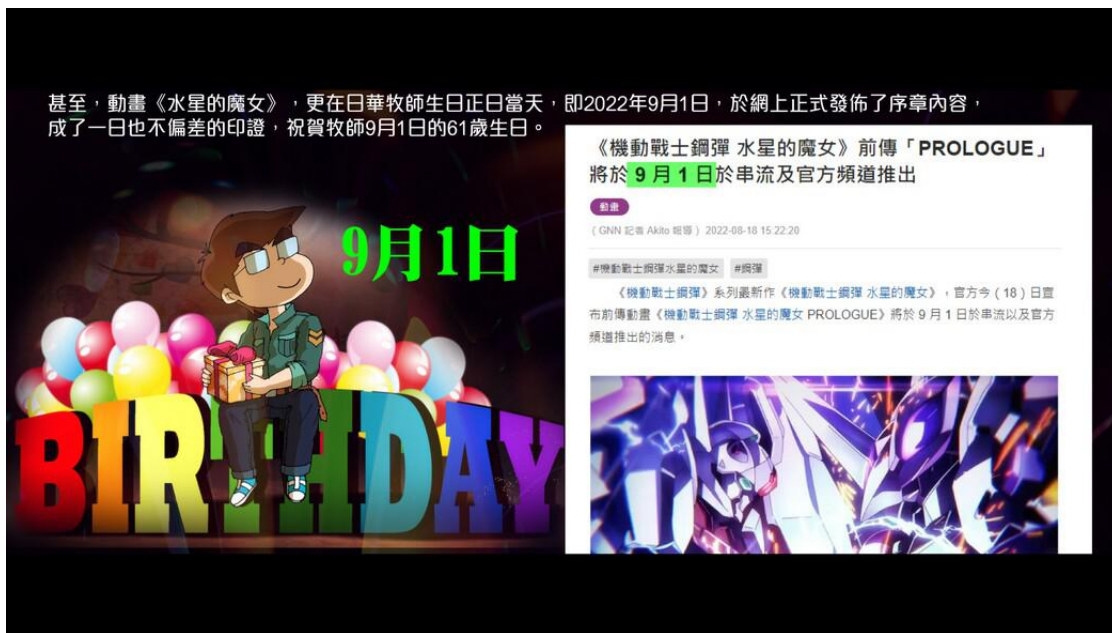 甚至，動畫《水星的魔女》，更在日華牧師生日正日當天，即2022年9月1日，於網上正式發佈了序章內容，
成了一日也不偏差的印證，祝賀牧師9月1日的61歲生日。
9月1日
BIRTHDAY
《機動戰士鋼彈 水星的魔女》前傳「PROLOGUE」
將於 9 月 1 日於串流及官方頻道推出
動畫
（ GNN 記者 Akito 報導 ） 2022-08-18 15:22:20
#機動戰士鋼彈水星的魔女 #鋼彈
《機動戰士鋼彈》系列最新作《機動戰士鋼彈 水星的魔女》，官方今（18）日宣
布前傳動畫《機動戰士鋼彈 水星的魔女 PROLOGUE》將於 9 月 1 日於串流以及官方
頻道推出的消息。